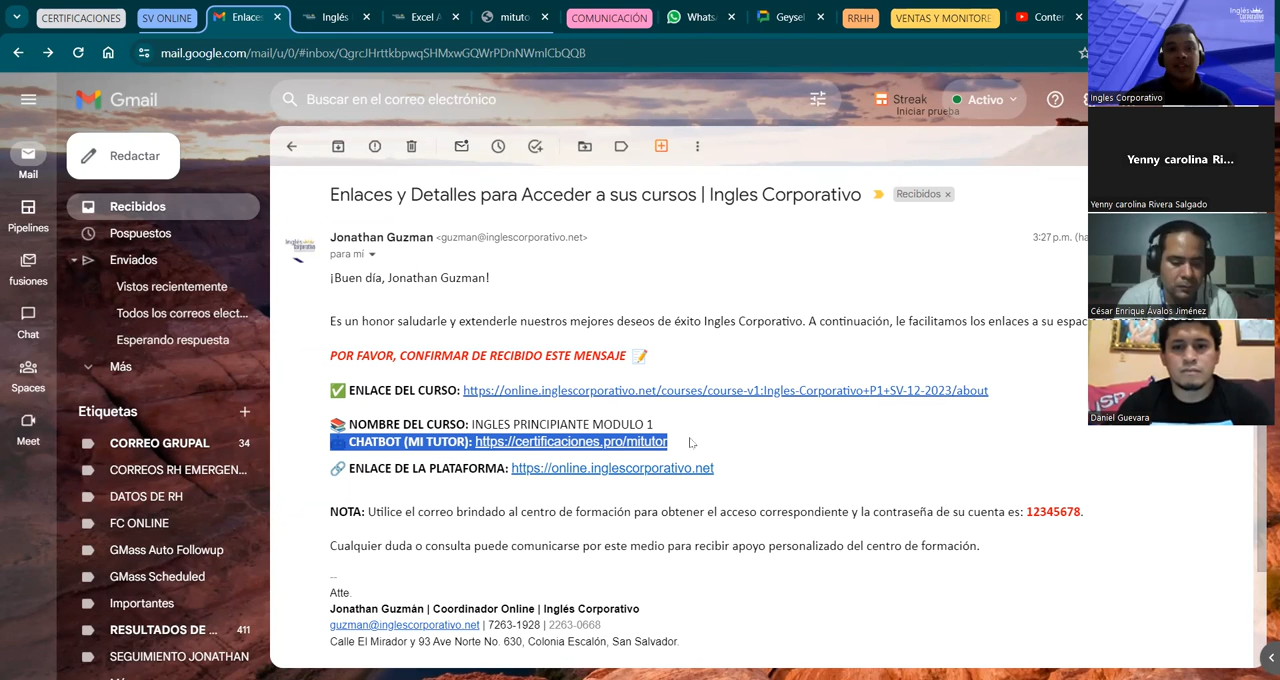 CERTIFICACIONES
SV ONLINE
Enlaces
Inglés
Excel A
mituto
COMUNICACIÓN
Whats
Geysel
RRHH
VENTAS Y MONITORE
Conter
mail.google.com/mail/u/0/#inbox/QgrcJHrttkbpwqSHMxwGQWrPDnNWmlCbQQB
Gmail
Buscar en el correo electrónico
Streak
Iniciar prueba
Activo
Redactar
Mail
Pipelines
fusiones
Chat
Spaces
Meet
Recibidos
Pospuestos
Enviados
Vistos recientemente
Todos los correos elect...
Esperando respuesta
Más
Etiquetas
CORREO GRUPAL 34
CORREOS RH EMERGEN...
DATOS DE RH
FC ONLINE
GMass Auto Followup
GMass Scheduled
Importantes
RESULTADOS DE ... 411
SEGUIMIENTO JONATHAN
Enlaces y Detalles para Acceder a sus cursos | Ingles Corporativo
Recibidos ×
Jonathan Guzman <guzman@inglescorporativo.net>
3:27 p.m. (ha
para mí
¡Buen día, Jonathan Guzman!
Es un honor saludarle y extenderle nuestros mejores deseos de éxito Ingles Corporativo. A continuación, le facilitamos los enlaces a su espac
POR FAVOR, CONFIRMAR DE RECIBIDO ESTE MENSAJE 📝
✅ ENLACE DEL CURSO: https://online.inglescorporativo.net/courses/course-v1:Ingles-Corporativo+P1+SV-12-2023/about
📚 NOMBRE DEL CURSO: INGLES PRINCIPIANTE MODULO 1
CHATBOT (MI TUTOR): https://certificaciones.pro/mitutor
🔗 ENLACE DE LA PLATAFORMA: https://online.inglescorporativo.net
NOTA: Utilice el correo brindado al centro de formación para obtener el acceso correspondiente y la contraseña de su cuenta es: 12345678.
Cualquier duda o consulta puede comunicarse por este medio para recibir apoyo personalizado del centro de formación.
--
Atte.
Jonathan Guzmán | Coordinador Online | Inglés Corporativo
guzman@inglescorporativo.net | 7263-1928 | 2263-0668
Calle El Mirador y 93 Ave Norte No. 630, Colonia Escalón, San Salvador.
Inglés
Corporativo
Ingles Corporativo
Yenny carolina Ri...
Yenny carolina Rivera Salgado
César Enrique Avalos Jiménez
Daniel Guevara